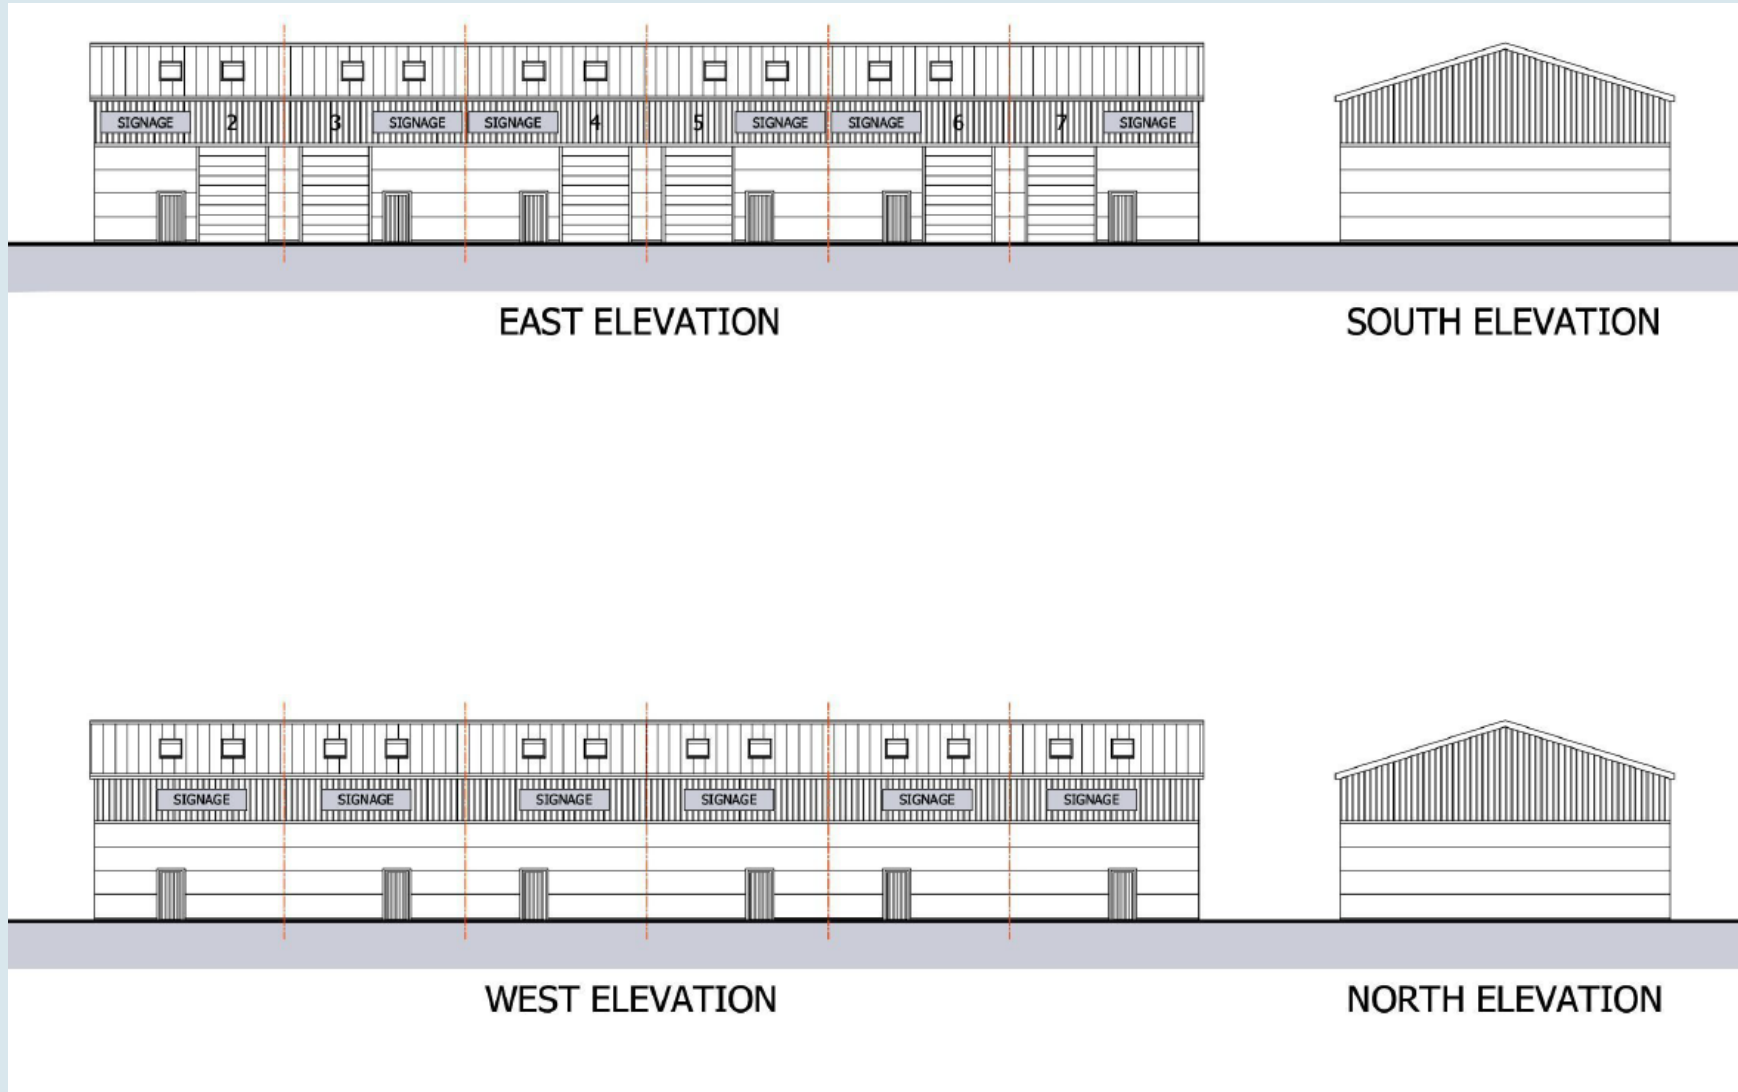 SIGNAGE 2 3 SIGNAGE SIGNAGE 4 5 SIGNAGE SIGNAGE 6 7 SIGNAGE
EAST ELEVATION
SOUTH ELEVATION
SIGNAGE SIGNAGE SIGNAGE SIGNAGE SIGNAGE SIGNAGE
WEST ELEVATION
NORTH ELEVATION